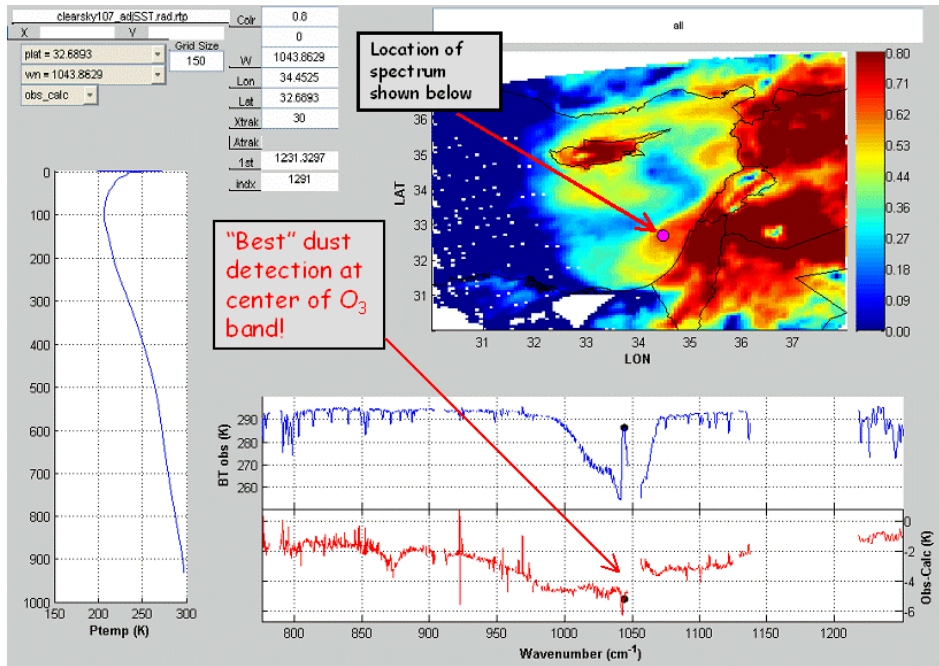 clearsky107_adjSST.rad.rtp
X
Y
plat = 32.6893
Grid Size
wn = 1043.8629
150
obs_calc
Colr
0.8
0
W
1043.8629
Lon
34.4525
Lat
32.6893
Xtrak
30
Atrak
1st
1231.3297
indx
1291
all
Location of
spectrum
shown below
36
35
34
33
32
31
LAT
31
32
33
34
35
36
37
LON
0.80
0.71
0.62
0.53
0.44
0.36
0.27
0.18
0.09
0.00
“Best” dust
detection at
center of O3
band!
0
100
200
300
400
500
600
700
800
900
1000
150
200
250
300
Ptemp (K)
290
280
270
260
BT obs (K)
0
-2
-4
-6
Obs-Calc (K)
800
850
900
950
1000
1050
1100
1150
1200
Wavenumber (cm-1)